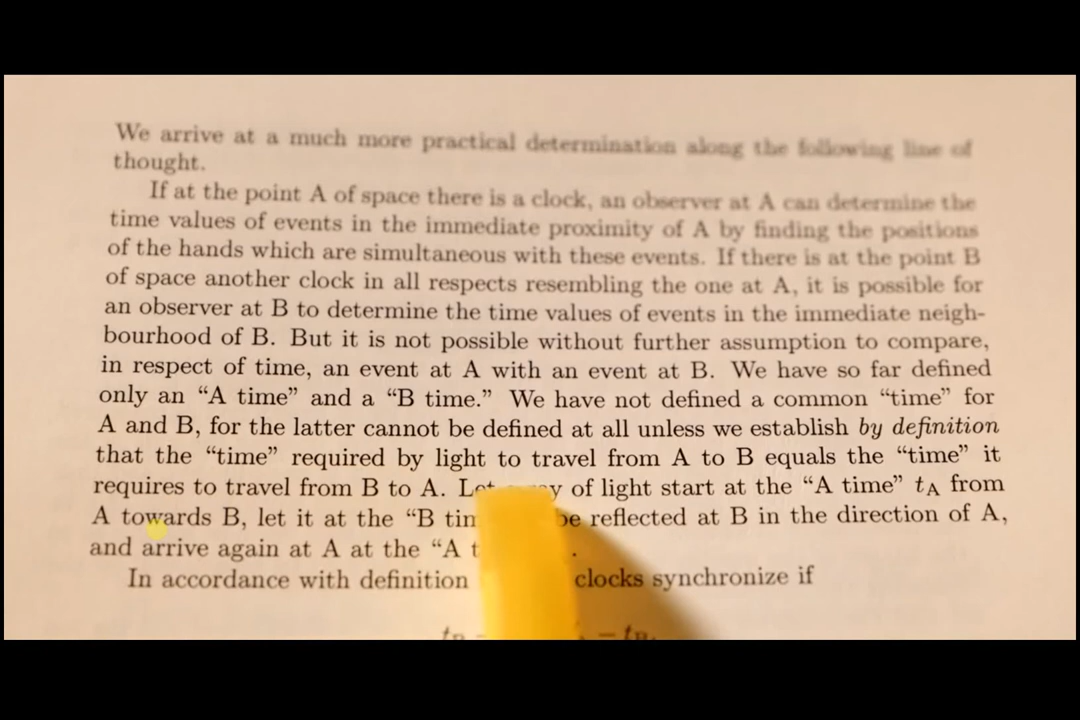 We arrive at a much more practical determination along the following line of
thought.
If at the point A of space there is a clock, an observer at A can determine the
time values of events in the immediate proximity of A by finding the positions
of the hands which are simultaneous with these events. If there is at the point B
of space another clock in all respects resembling the one at A, it is possible for
an observer at B to determine the time values of events in the immediate neigh-
bourhood of B. But it is not possible without further assumption to compare,
in respect of time, an event at A with an event at B. We have so far defined
only an “A time” and a “B time.” We have not defined a common “time” for
A and B, for the latter cannot be defined at all unless we establish by definition
that the “time” required by light to travel from A to B equals the “time” it
requires to travel from B to A. of light start at the “A time” tA from
A towards B, let it at the “B be reflected at B in the direction of A,
and arrive again at A at the “A
In accordance with definition clocks synchronize if
– tB.